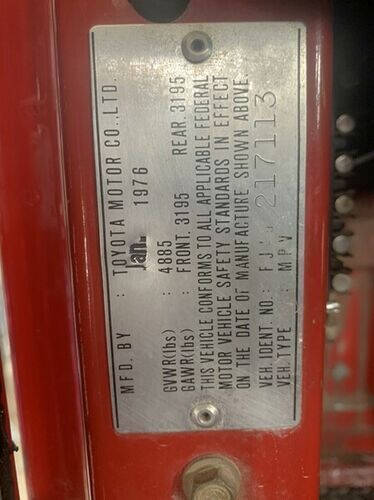 MFD. BY : TOYOTA MOTOR CO.,LTD.
Jan. 1976
GVWR(lbs) : 4885
GAWR(lbs) : FRONT. 3195 REAR. 3195
THIS VEHICLE CONFORMS TO ALL APPLICABLE FEDERAL
MOTOR VEHICLE SAFETY STANDARDS IN EFFECT
ON THE DATE OF MANUFACTURE SHOWN ABOVE.
VEH. IDENT. NO.: 217113
VEH. TYPE : MPV